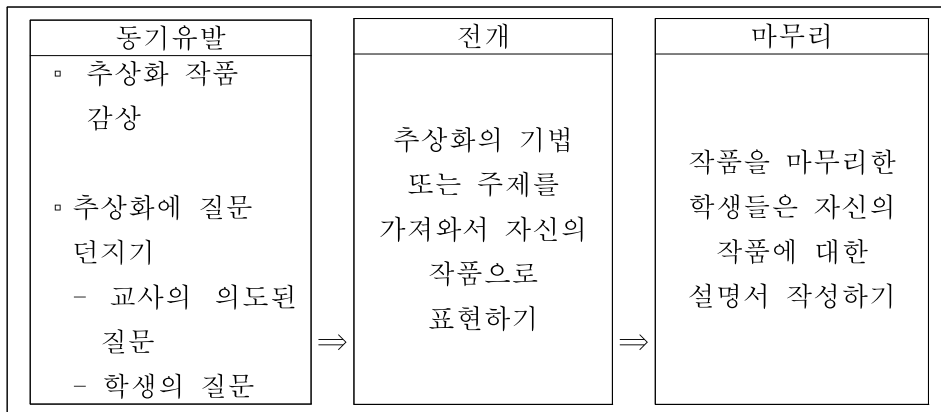 동기유발
▫ 추상화 작품
감상
▫ 추상화에 질문
던지기
- 교사의 의도된
질문
- 학생의 질문
⇒
전개
추상화의 기법
또는 주제를
가져와서 자신의
작품으로
표현하기
⇒
마무리
작품을 마무리한
학생들은 자신의
작품에 대한
설명서 작성하기